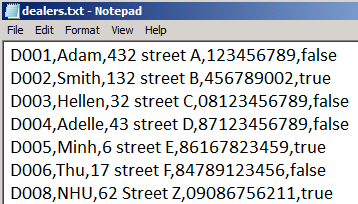 dealers.txt - Notepad
File Edit Format View Help
D001,Adam,432 street A,123456789,false
D002,Smith,132 street B,456789002,true
D003,Hellen,32 street C,08123456789,false
D004,Adelle,43 street D,87123456789,false
D005,Minh,6 street E,86167823459,true
D006,Thu,17 street F,84789123456,false
D008,NHU,62 Street Z,09086756211,true